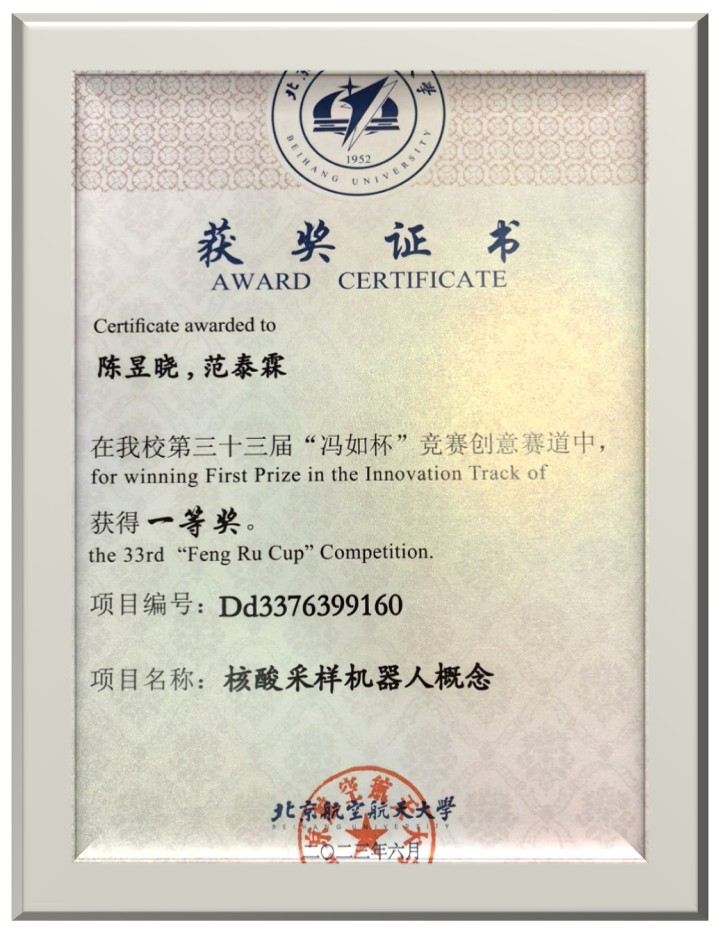 北 學
BEIHANG UNIVERSITY
1952
获奖证书
AWARD CERTIFICATE
Certificate awarded to
陈昱晓,范泰霖
在我校第三十三届“冯如杯”竞赛创意赛道中，
for winning First Prize in the Innovation Track of
获得一等奖。
the 33rd “Feng Ru Cup” Competition.
项目编号：Dd3376399160
项目名称：核酸采样机器人概念
北京航空航天大學
BEIHANG UNIVERSITY
京航空航天大
二〇二三年六月